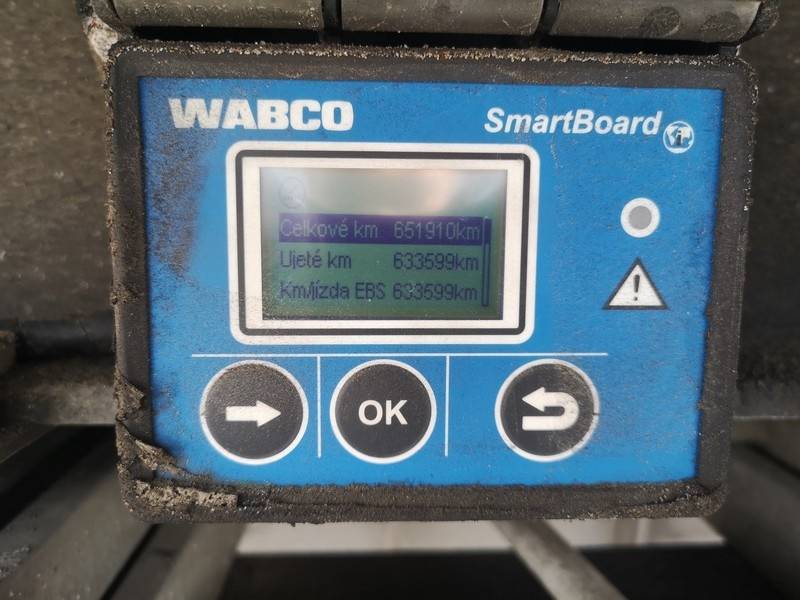 WABCO
SmartBoard
Celkové km 651910km
Ujeté km 633599km
Km/jízda EBS 633599km
OK